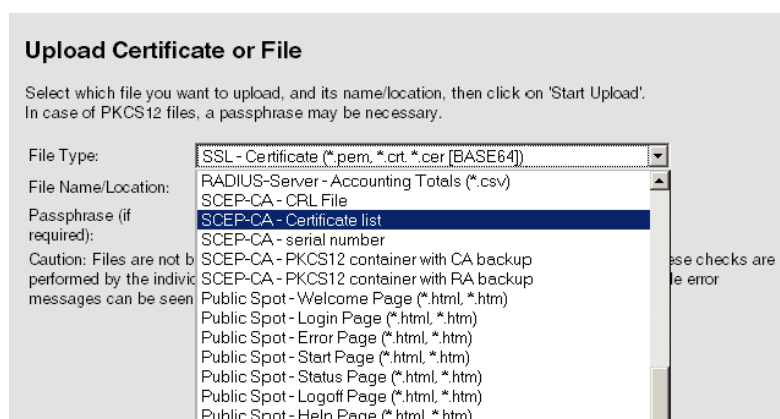 Upload Certificate or File
Select which file you want to upload, and its name/location, then click on 'Start Upload'.
In case of PKCS12 files, a passphrase may be necessary.
File Type:
SSL - Certificate (*.pem, *.crt. *.cer [BASE64])
File Name/Location:
RADIUS-Server - Accounting Totals (*.csv)
SCEP-CA - CRL File
Passphrase (if
required):
SCEP-CA - Certificate list
SCEP-CA - serial number
Caution: Files are not b
SCEP-CA - PKCS12 container with CA backup
ese checks are
performed by the indivic
SCEP-CA - PKCS12 container with RA backup
le error
messages can be seen
Public Spot - Welcome Page (*.html, *.htm)
Public Spot - Login Page (*.html, *.htm)
Public Spot - Error Page (*.html, *.htm)
Public Spot - Start Page (*.html, *.htm)
Public Spot - Status Page (*.html, *.htm)
Public Spot - Logoff Page (*.html, *.htm)
Public Spot - Help Page (*.html, *.htm)